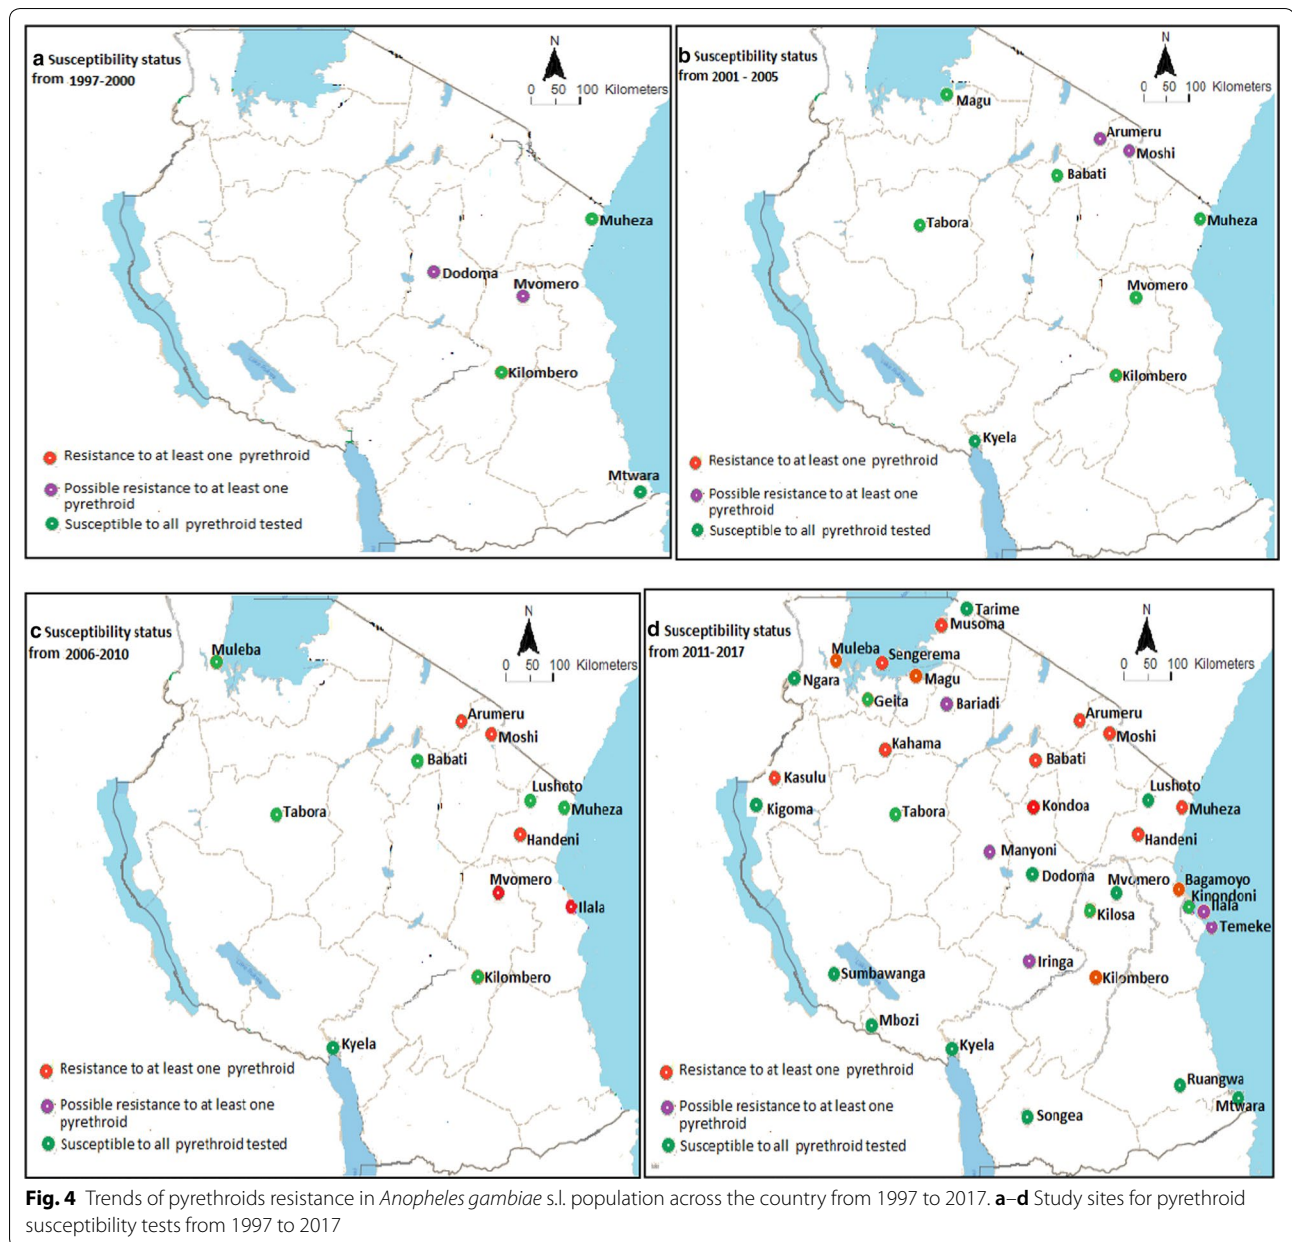 a Susceptibility status
from 1997-2000
N
0 50 100 Kilometers
Muheza
Dodoma
Mvomero
Kilombero
Mtwara
Resistance to at least one pyrethroid
Possible resistance to at least one
pyrethroid
Susceptible to all pyrethroid tested
b Susceptibility status
from 2001 - 2005
N
0 50 100 Kilometers
Magu
Arumeru
Moshi
Babati
Muheza
Tabora
Mvomero
Kilombero
Kyela
Resistance to at least one pyrethroid
Possible resistance to at least one
pyrethroid
Susceptible to all pyrethroid tested
c Susceptibility status
from 2006-2010
N
0 50 100 Kilometers
Muleba
Arumeru
Moshi
Babati
Lushoto
Muheza
Tabora
Handeni
Mvomero
Ilala
Kilombero
Kyela
Resistance to at least one pyrethroid
Possible resistance to at least one
pyrethroid
Susceptible to all pyrethroid tested
d Susceptibility status
from 2011-2017
N
0 50 100 Kilometers
Tarime
Musoma
Muleba
Sengerema
Ngara
Magu
Geita
Bariadi
Arumeru
Moshi
Kahama
Babati
Kasulu
Lushoto
Kigoma
Tabora
Kondoa
Muheza
Handeni
Manyoni
Dodoma
Mvomero
Bagamoyo
Kinondoni
Ilala
Kilosa
Temeke
Iringa
Sumbawanga
Kilombero
Mbozi
Kyela
Ruangwa
Mtwara
Songea
Resistance to at least one pyrethroid
Possible resistance to at least one
pyrethroid
Susceptible to all pyrethroid tested
Fig. 4 Trends of pyrethroids resistance in Anopheles gambiae s.l. population across the country from 1997 to 2017. a–d Study sites for pyrethroid
susceptibility tests from 1997 to 2017